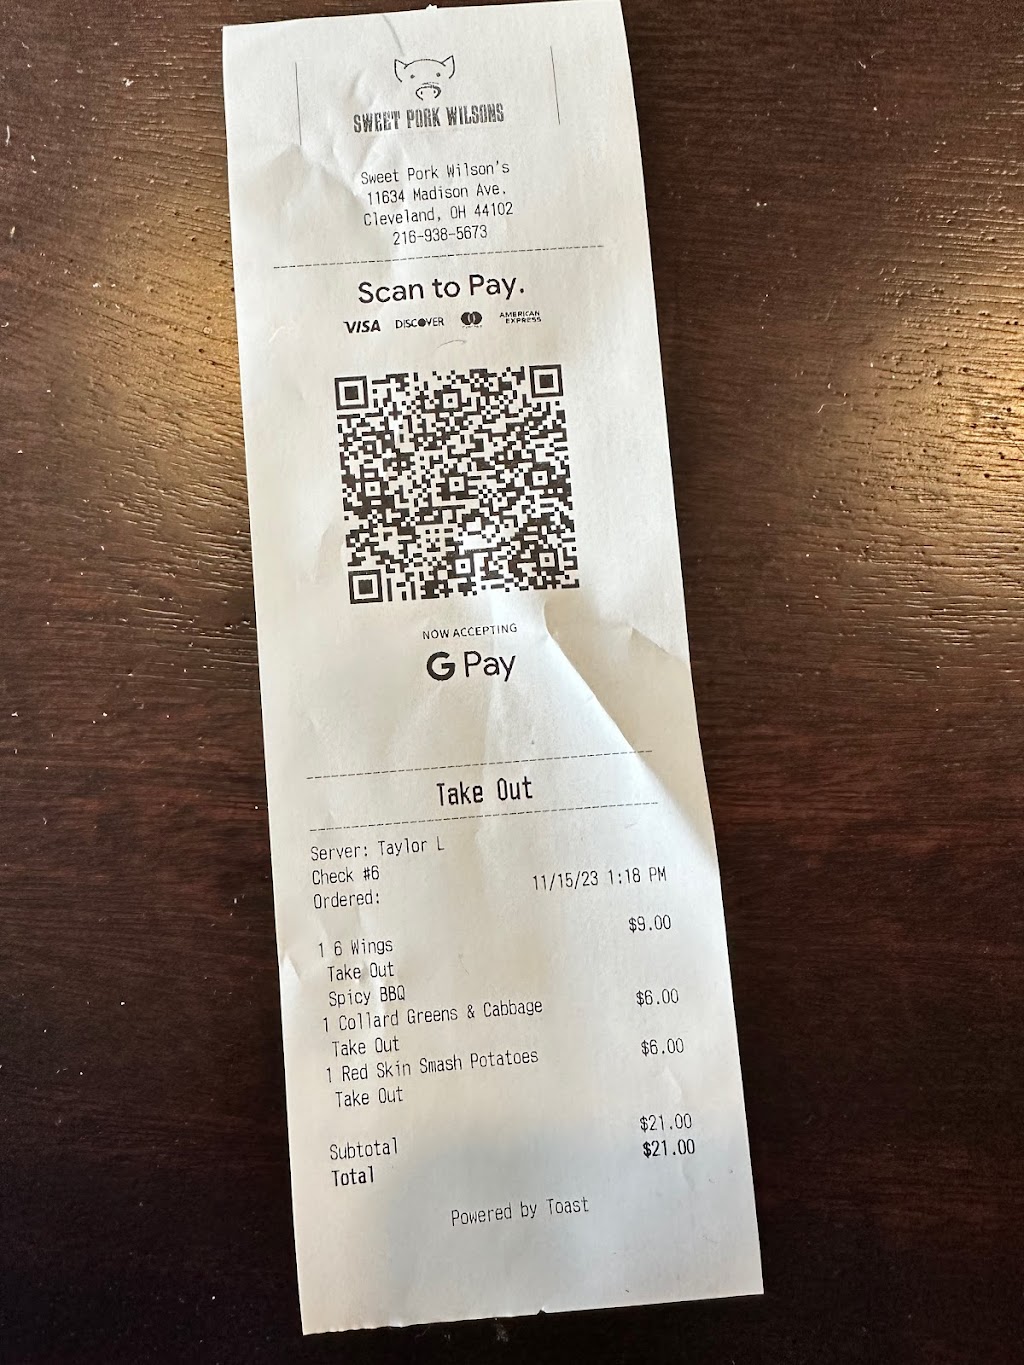 SWEET PORK WILSONS
Sweet Pork Wilson's
11634 Madison Ave.
Cleveland, OH 44102
216-938-5673
Scan to Pay.
VISA DISCOVER AMERICAN EXPRESS
NOW ACCEPTING
G Pay
Take Out
Server: Taylor L
Check #6
Ordered: 11/15/23 1:18 PM
1 6 Wings $9.00
Take Out
Spicy BBQ
1 Collard Greens & Cabbage $6.00
Take Out
1 Red Skin Smash Potatoes $6.00
Take Out
Subtotal $21.00
Total $21.00
Powered by Toast